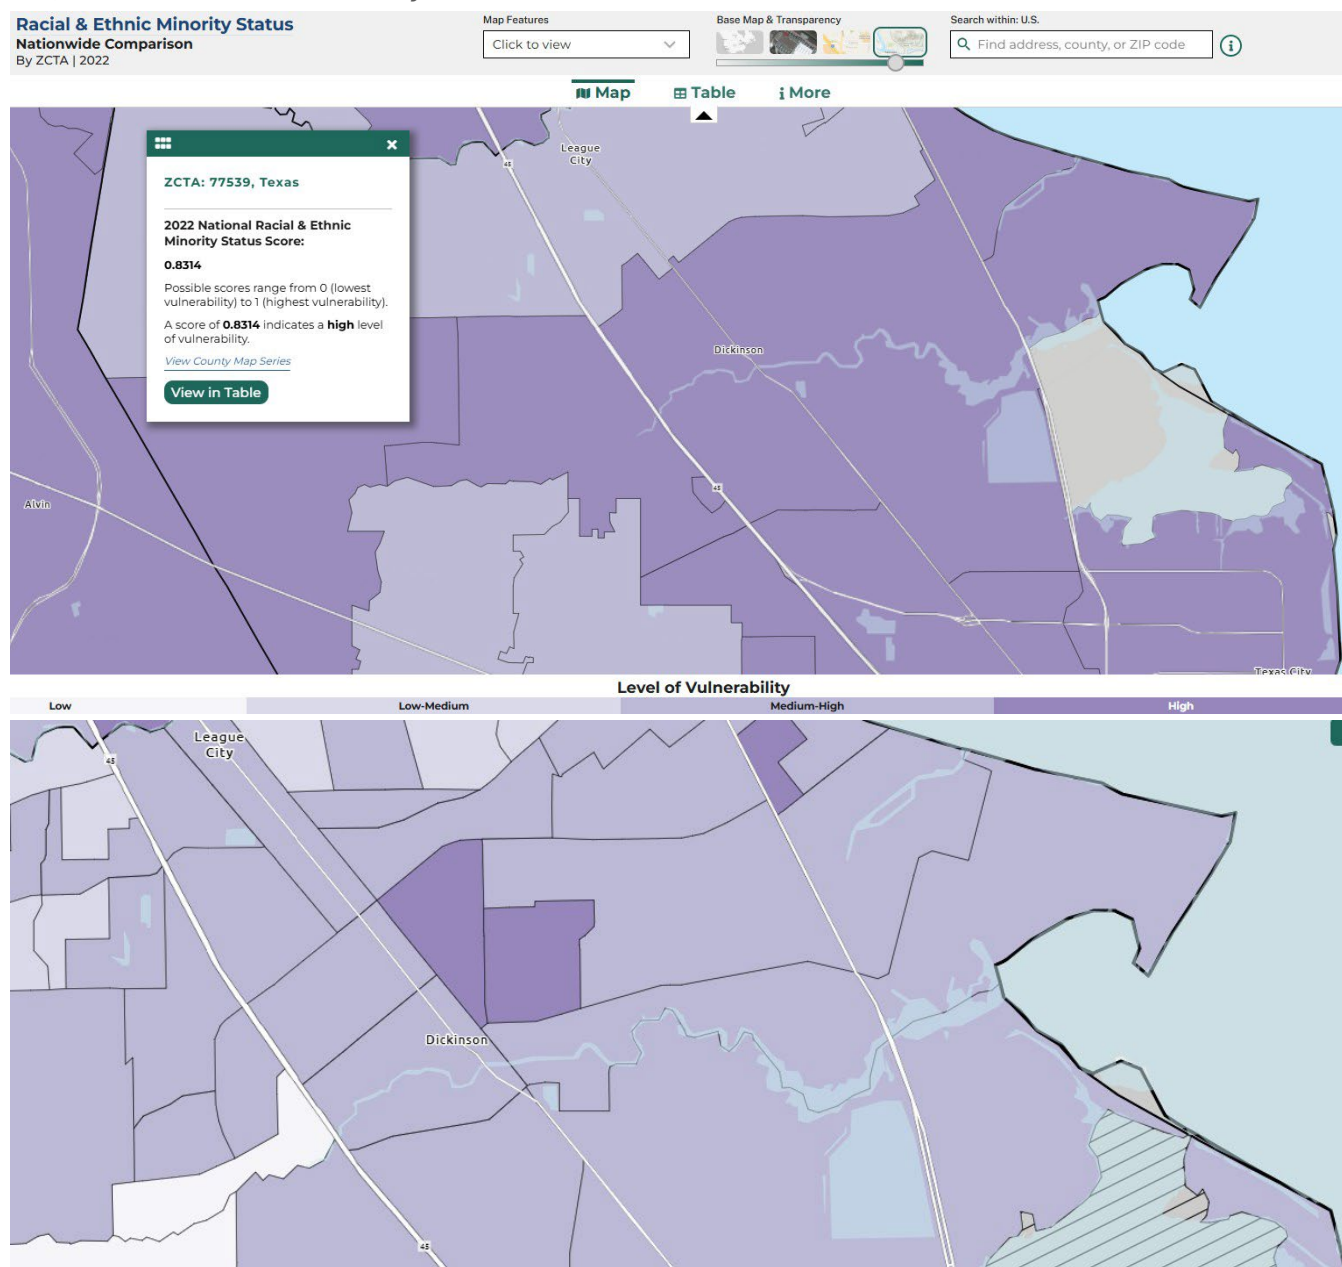 Racial & Ethnic Minority Status
Nationwide Comparison
By ZCTA | 2022
Map Features
Click to view
Base Map & Transparency
Search within: U.S.
Find address, county, or ZIP code
Map
Table
More
ZCTA: 77539, Texas
2022 National Racial & Ethnic
Minority Status Score:
0.8314
Possible scores range from 0 (lowest
vulnerability) to 1 (highest vulnerability).
A score of 0.8314 indicates a high level
of vulnerability.
View County Map Series
View in Table
League
City
45
Dickinson
45
Alvin
Texas City
Level of Vulnerability
Low
Low-Medium
Medium-High
High
League
City
45
Dickinson
45